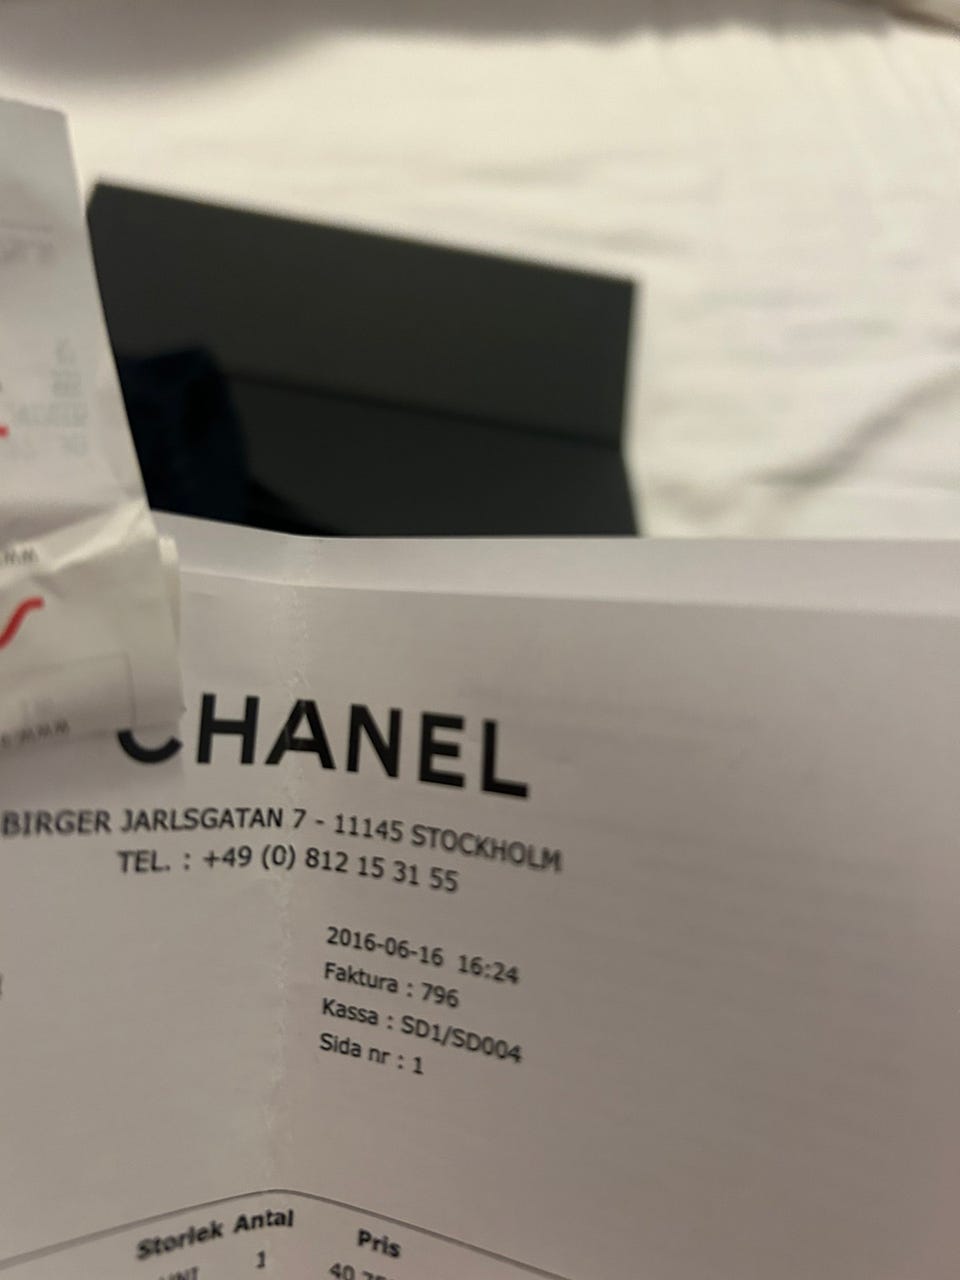 CHANEL
BIRGER JARLSGATAN 7 - 11145 STOCKHOLM
TEL. : +49 (0) 812 15 31 55
2016-06-16 16:24
Faktura : 796
Kassa : SD1/SD004
Sida nr : 1
Storlek Antal Pris
1